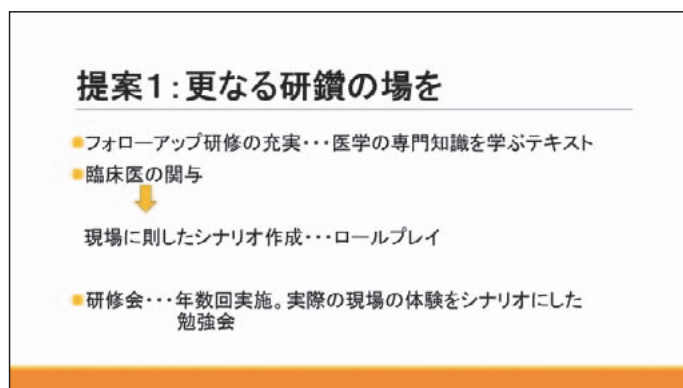 提案1:更なる研鑽の場を
フォローアップ研修の充実・・・医学の専門知識を学ぶテキスト
臨床医の関与
現場に則したシナリオ作成・・・ロールプレイ
研修会・・・年数回実施。実際の現場の体験をシナリオにした
勉強会